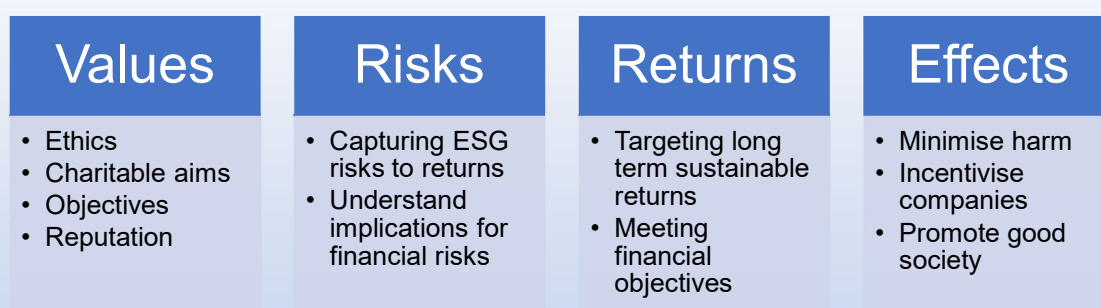 Values
• Ethics
• Charitable aims
• Objectives
• Reputation
Risks
• Capturing ESG
risks to returns
• Understand
implications for
financial risks
Returns
• Targeting long
term sustainable
returns
• Meeting
financial
objectives
Effects
• Minimise harm
• Incentivise
companies
• Promote good
society